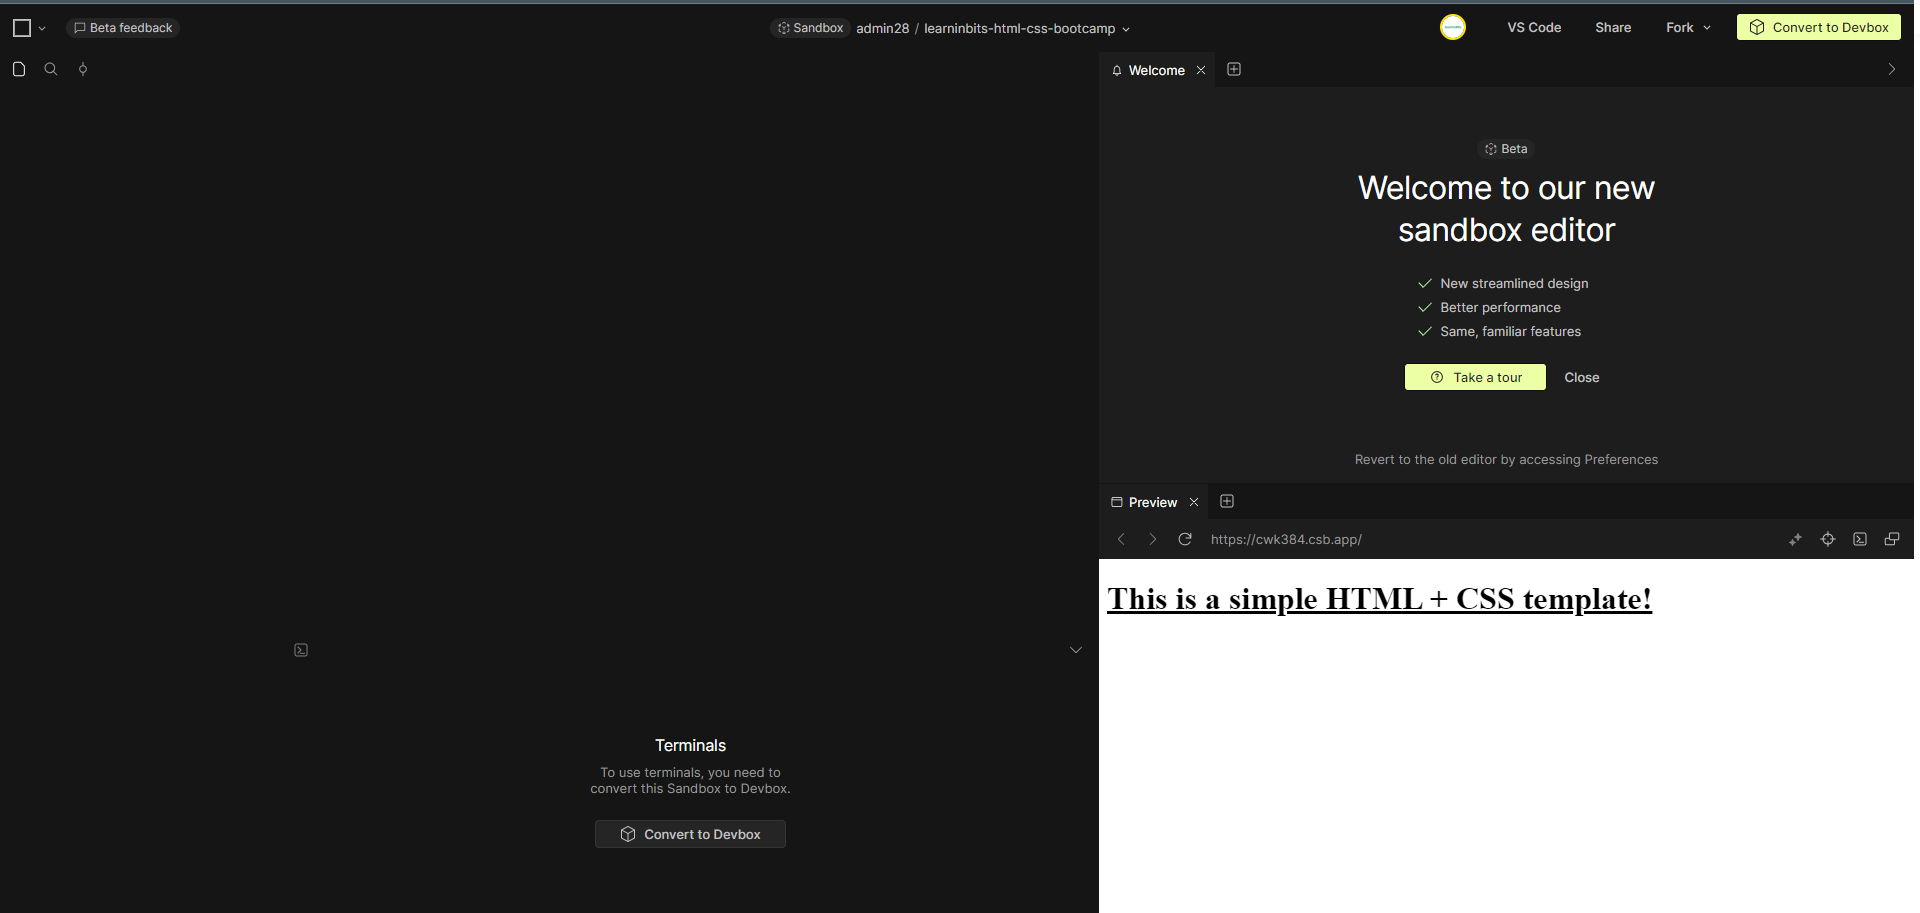 Beta feedback
Sandbox admin28 / learninbits-html-css-bootcamp
VS Code Share Fork Convert to Devbox
Welcome
Beta
Welcome to our new
sandbox editor
New streamlined design
Better performance
Same, familiar features
Take a tour Close
Revert to the old editor by accessing Preferences
Preview
https://cwk384.csb.app/
This is a simple HTML + CSS template!
Terminals
To use terminals, you need to
convert this Sandbox to Devbox.
Convert to Devbox